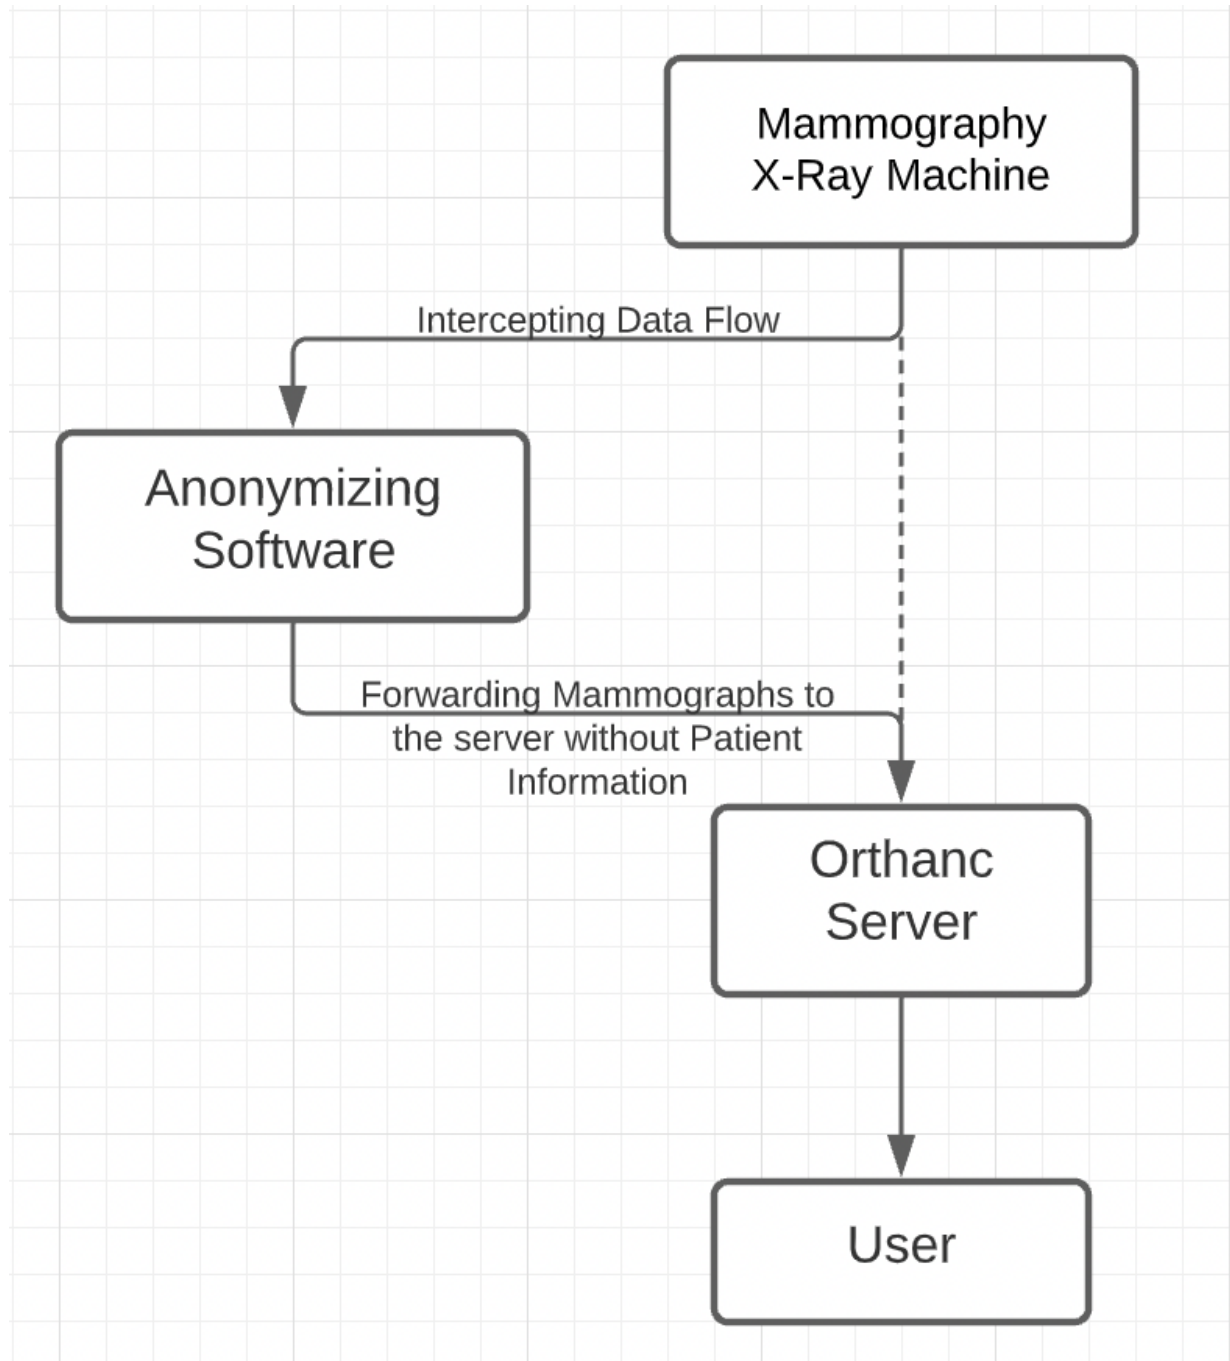 Mammography
X-Ray Machine
Intercepting Data Flow
Anonymizing
Software
Forwarding Mammographs to
the server without Patient
Information
Orthanc
Server
User